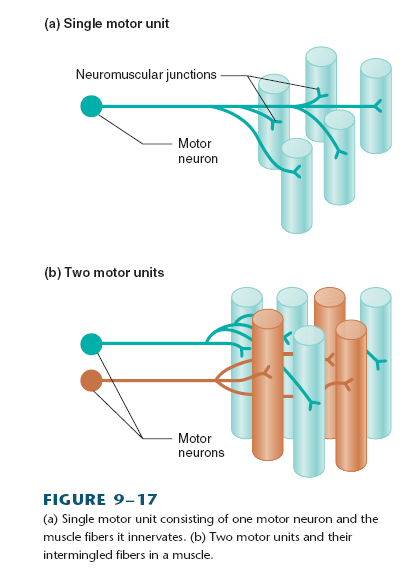 (a) Single motor unit
Neuromuscular junctions
Motor
neuron
(b) Two motor units
Motor
neurons
FIGURE 9–17
(a) Single motor unit consisting of one motor neuron and the
muscle fibers it innervates. (b) Two motor units and their
intermingled fibers in a muscle.